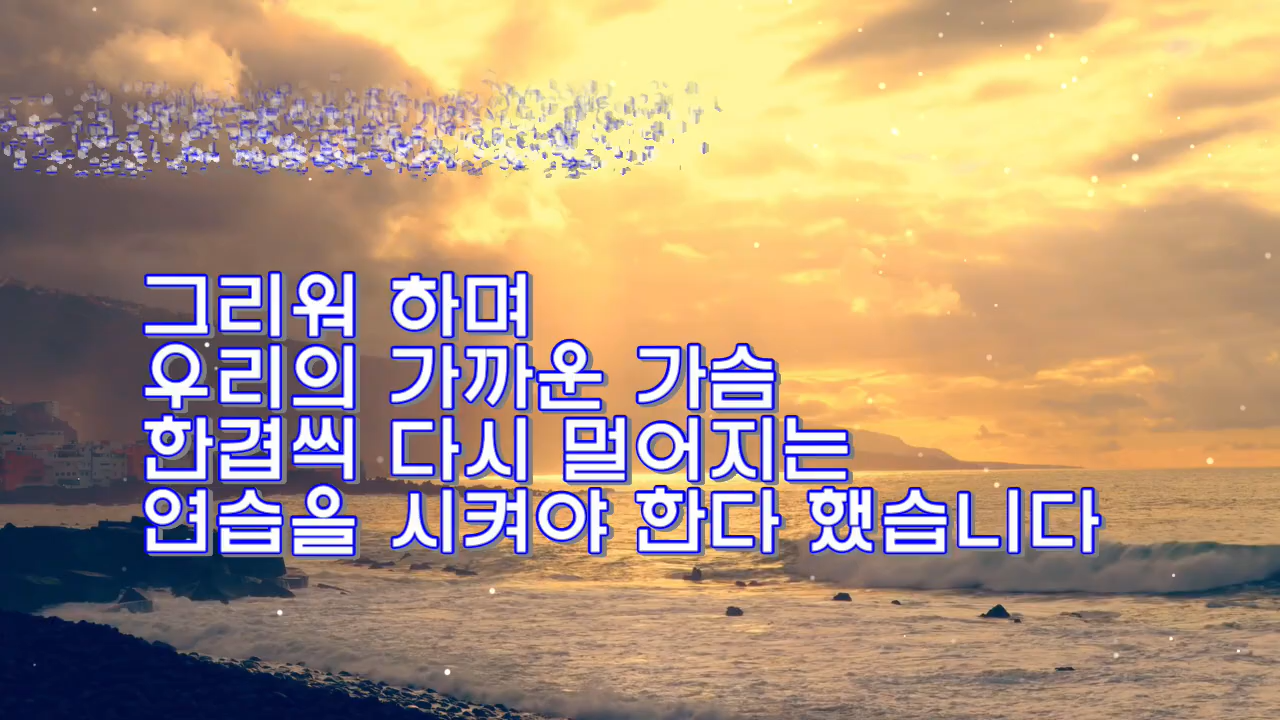 그리워 하며
우리의 가까운 가슴
한겹씩 다시 멀어지는
연습을 시켜야 한다 했습니다